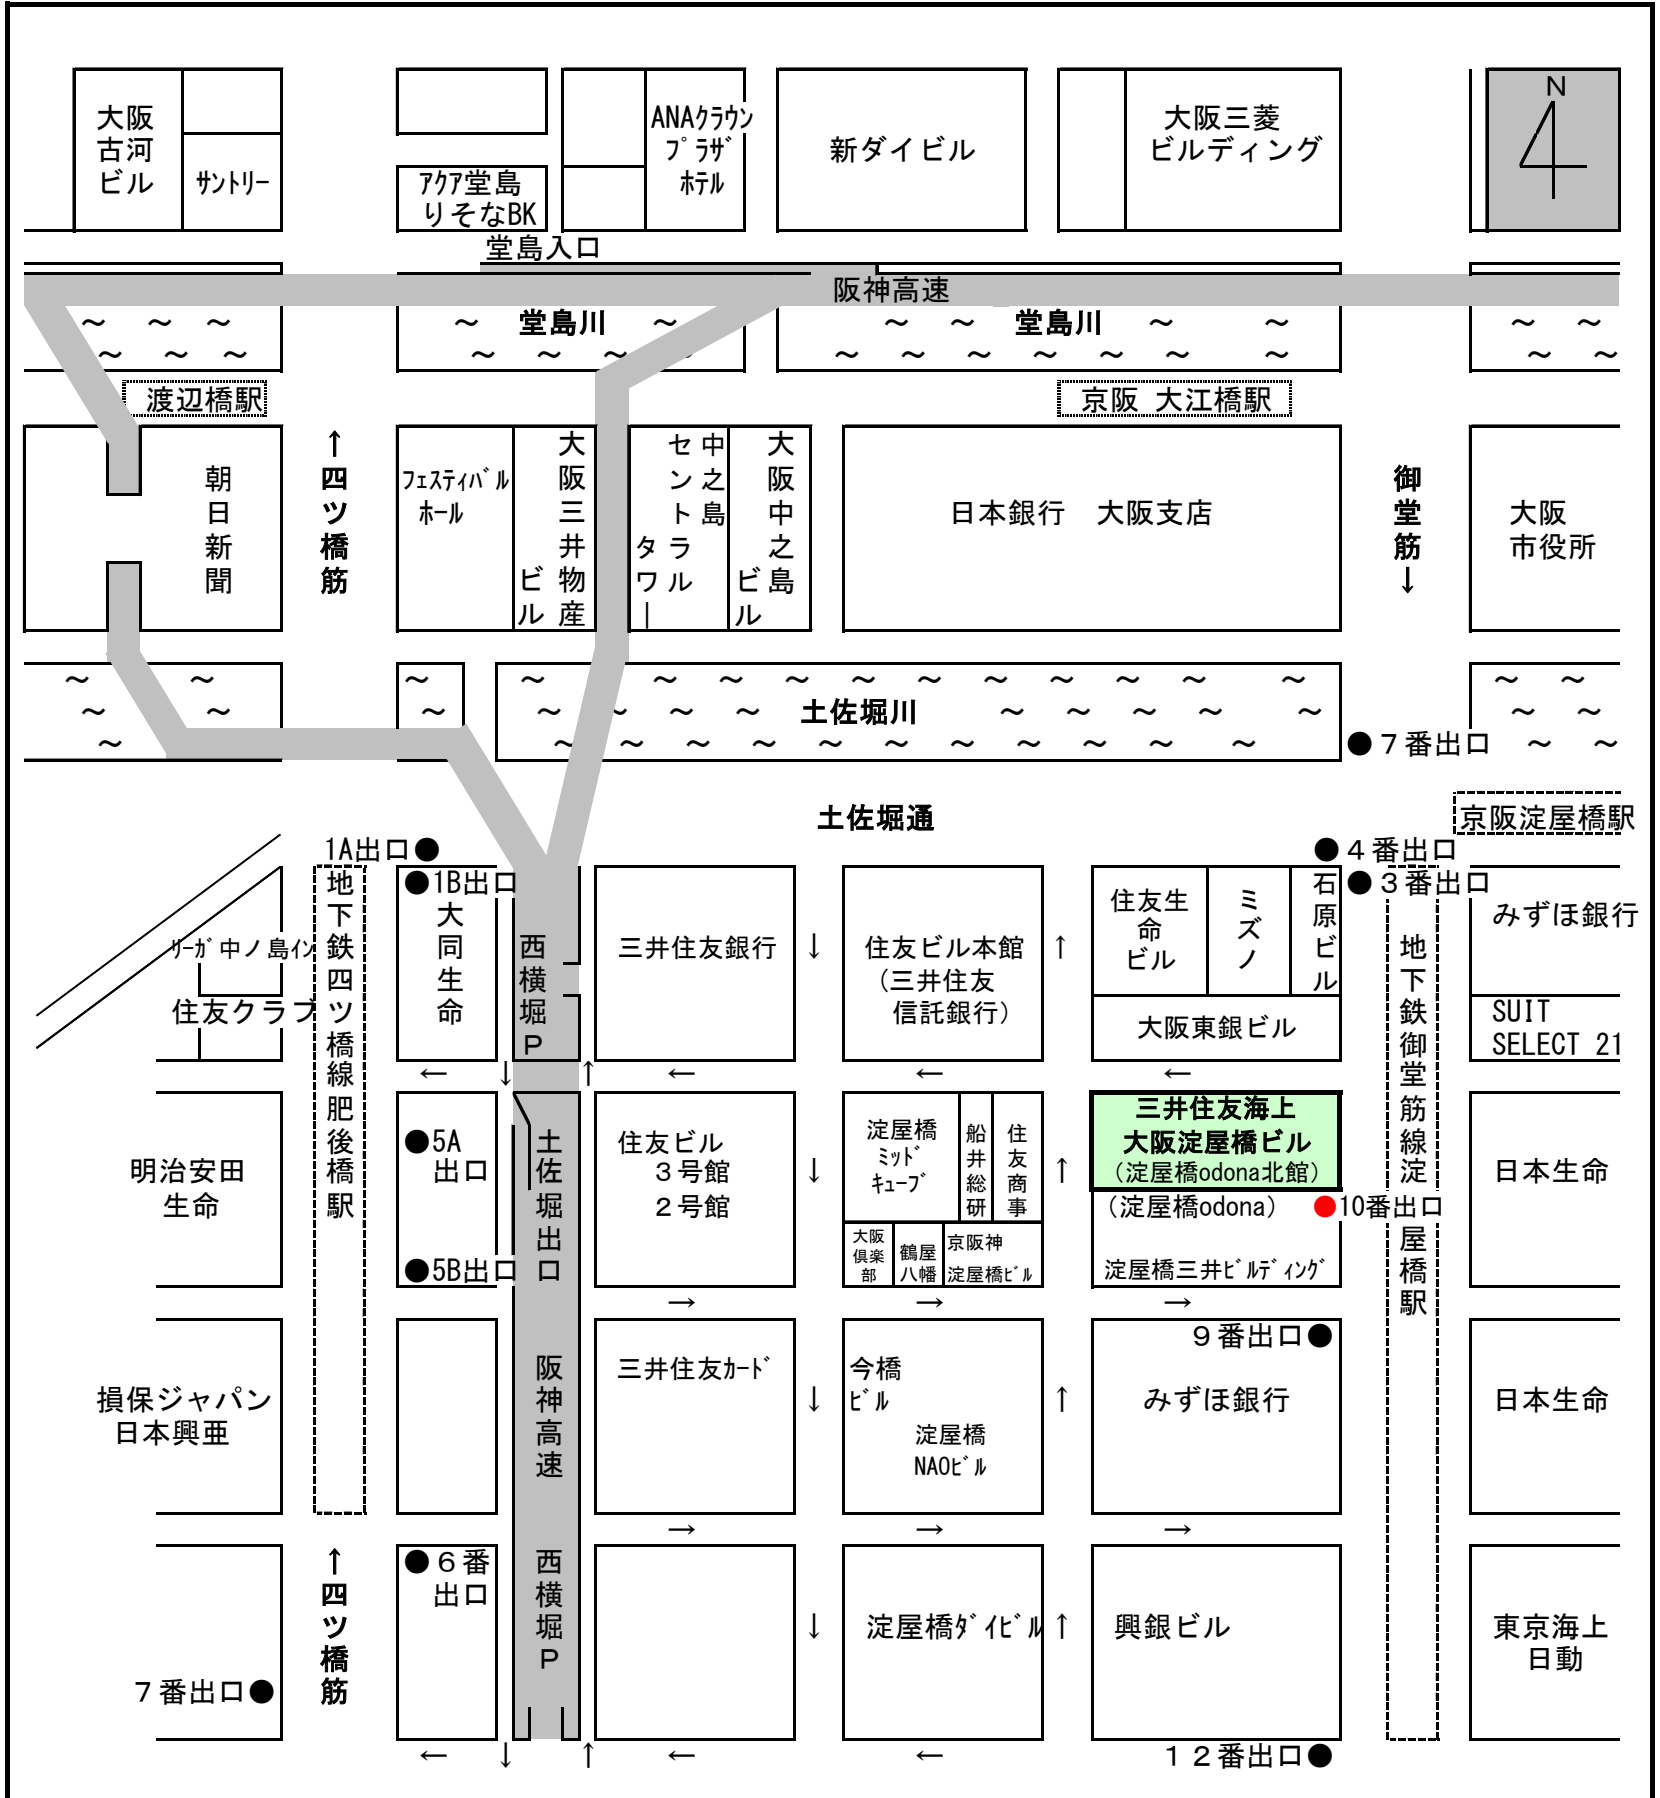 大阪
古河
ビル
サントリー
アクア堂島
りそなBK
ANAクラウン
プラザ
ホテル
新ダイビル
大阪三菱
ビルディング
N
堂島入口
阪神高速
～ ～ ～
～ 堂島川 ～
～ ～ 堂島川 ～ ～
～ ～
～ ～ ～
～ ～ ～ ～
～ ～ ～ ～ ～ ～ ～
～ ～
渡辺橋駅
京阪 大江橋駅
朝日新聞
↑四ツ橋筋
フェスティバル
ホール
大阪三井物産
ビル
中之島
セントラル
タワー
大阪中之島
ビル
日本銀行 大阪支店
御堂筋↓
大阪
市役所
～ ～
～
～ ～ ～ ～ ～ ～ ～ ～ ～ ～ ～
～ ～
～ ～
～
～ ～ ～ ～ 土佐堀川 ～ ～ ～ ～ ～
～ ～
～
～ ～ ～ ～ ～ ～ ～ ～ ～ ～ ～
●７番出口
～ ～
土佐堀通
京阪淀屋橋駅
1A出口●
●４番出口
●1B出口
●３番出口
リーガ中ノ島イン
住友クラブ
地下鉄四ツ橋線肥後橋駅
大同生命
西横堀Ｐ
三井住友銀行
↓
住友ビル本館
（三井住友
信託銀行）
↑
住友生
命
ビル
ミズノ
石原ビル
大阪東銀ビル
地下鉄御堂筋線淀屋橋駅
みずほ銀行
SUIT
SELECT 21
← ↓ ↑ ← ← ←
明治安田
生命
●5A
出口
●5B出口
土佐堀出口
住友ビル
３号館
２号館
↓
淀屋橋
ミッド
キューブ
船井総研
住友商事
大阪
倶楽
部
鶴屋
八幡
京阪神
淀屋橋ビル
↑
三井住友海上
大阪淀屋橋ビル
（淀屋橋odona北館）
（淀屋橋odona）
●10番出口
淀屋橋三井ビルディング
日本生命
→ → →
損保ジャパン
日本興亜
阪神高速
三井住友カード
↓
今橋
ビル
淀屋橋
NAOビル
↑
９番出口●
みずほ銀行
日本生命
→ → →
７番出口●
↑四ツ橋筋
●６番
出口
西横堀Ｐ
↓
淀屋橋ダイビル
↑
興銀ビル
東京海上
日動
← ↓ ↑ ← ←
１２番出口●